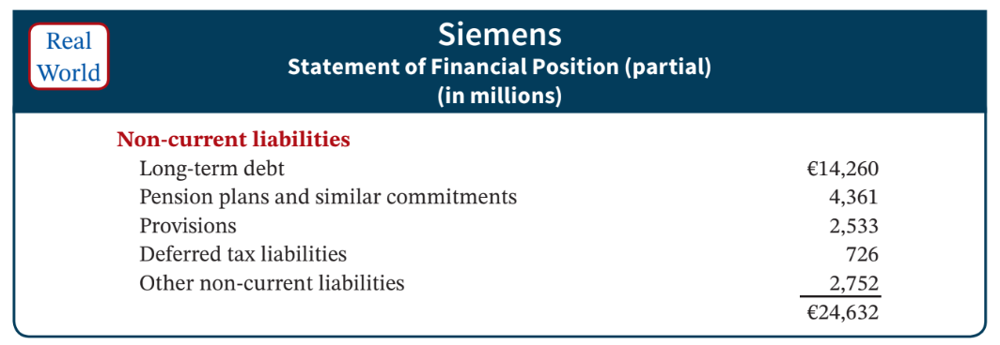 Real
World
Siemens
Statement of Financial Position (partial)
(in millions)
Non-current liabilities
Long-term debt €14,260
Pension plans and similar commitments 4,361
Provisions 2,533
Deferred tax liabilities 726
Other non-current liabilities 2,752
€24,632